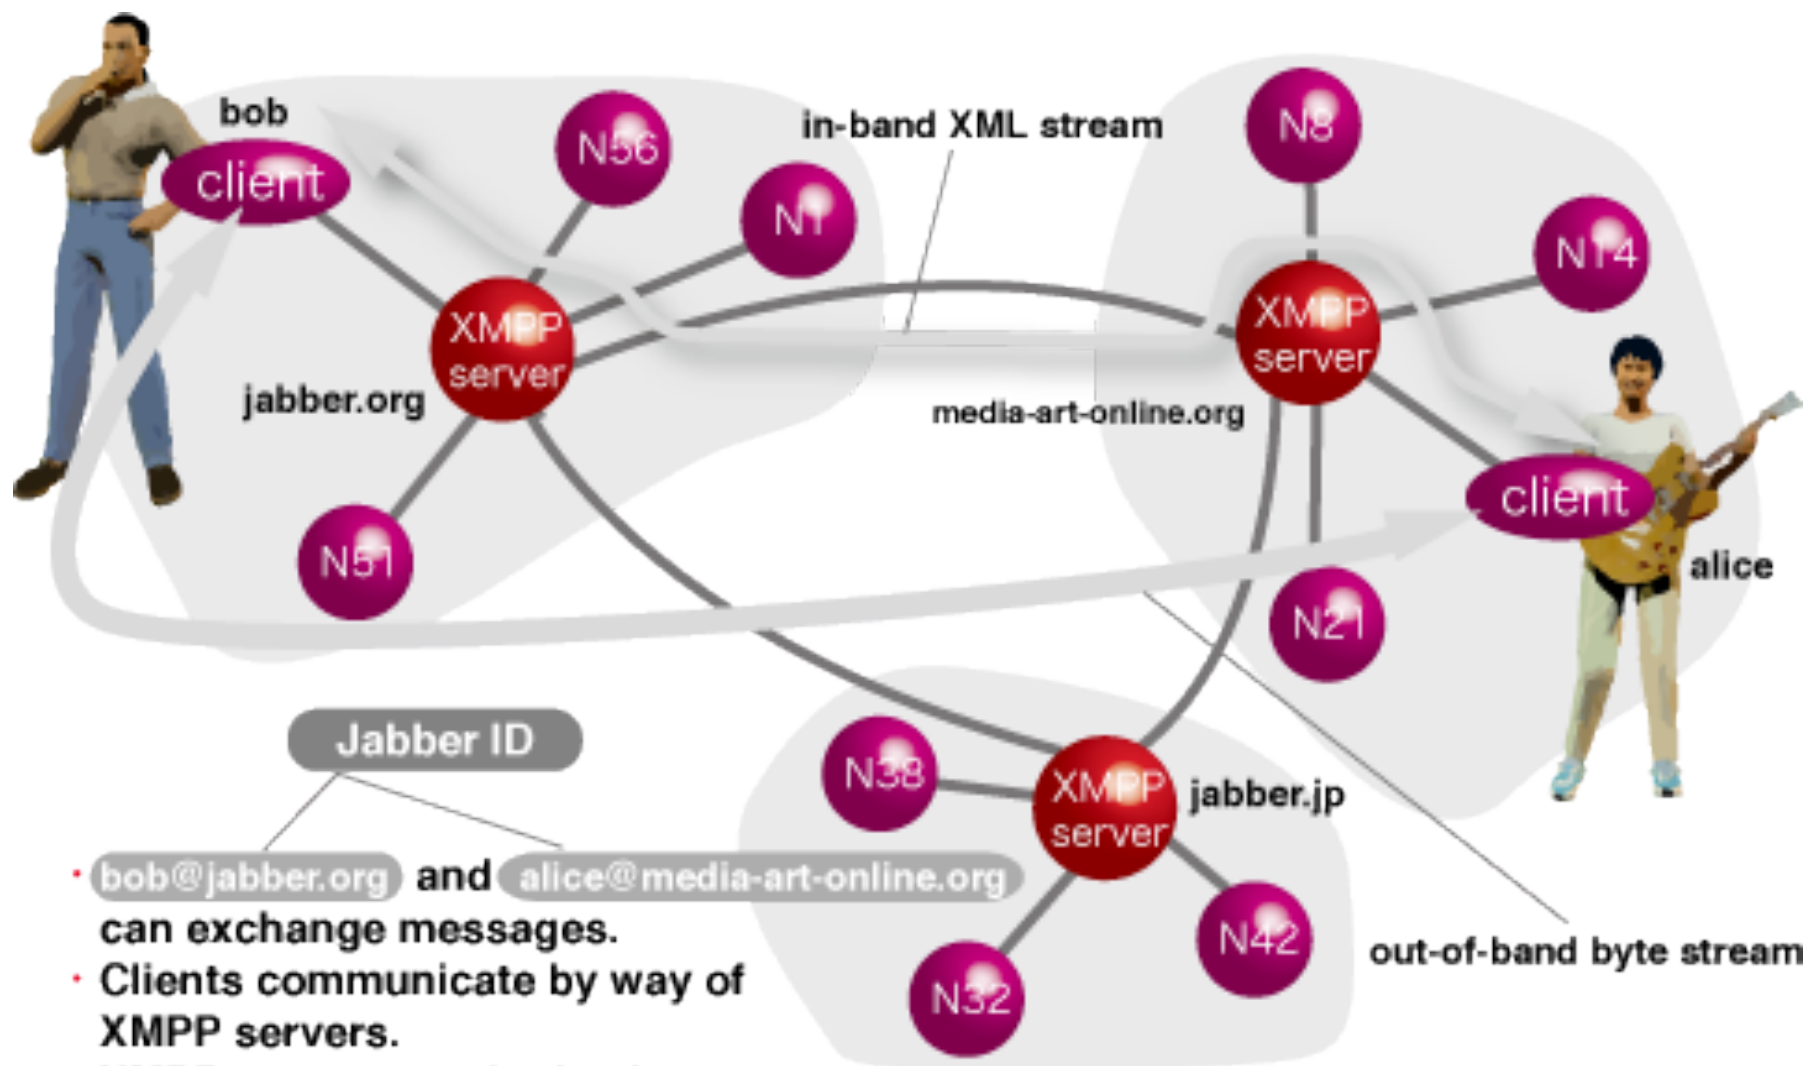 bob
client
N56
N1
in-band XML stream
N8
N14
XMPP
server
jabber.org
XMPP
server
media-art-online.org
client
alice
N51
N21
Jabber ID
N38
XMPP
server
jabber.jp
N42
N32
out-of-band byte stream
· bob@jabber.org and alice@media-art-online.org
can exchange messages.
· Clients communicate by way of
XMPP servers.